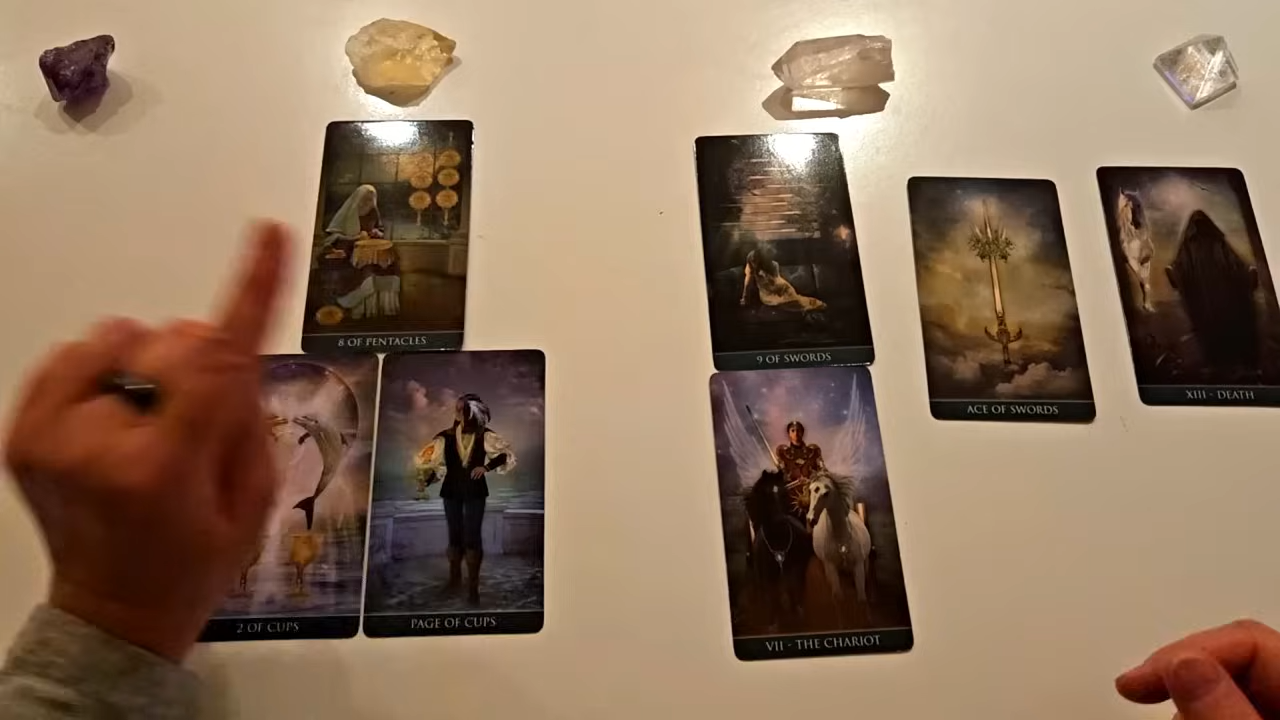 8 OF PENTACLES
9 OF SWORDS
ACE OF SWORDS
XIII - DEATH
2 OF CUPS
PAGE OF CUPS
VII - THE CHARIOT